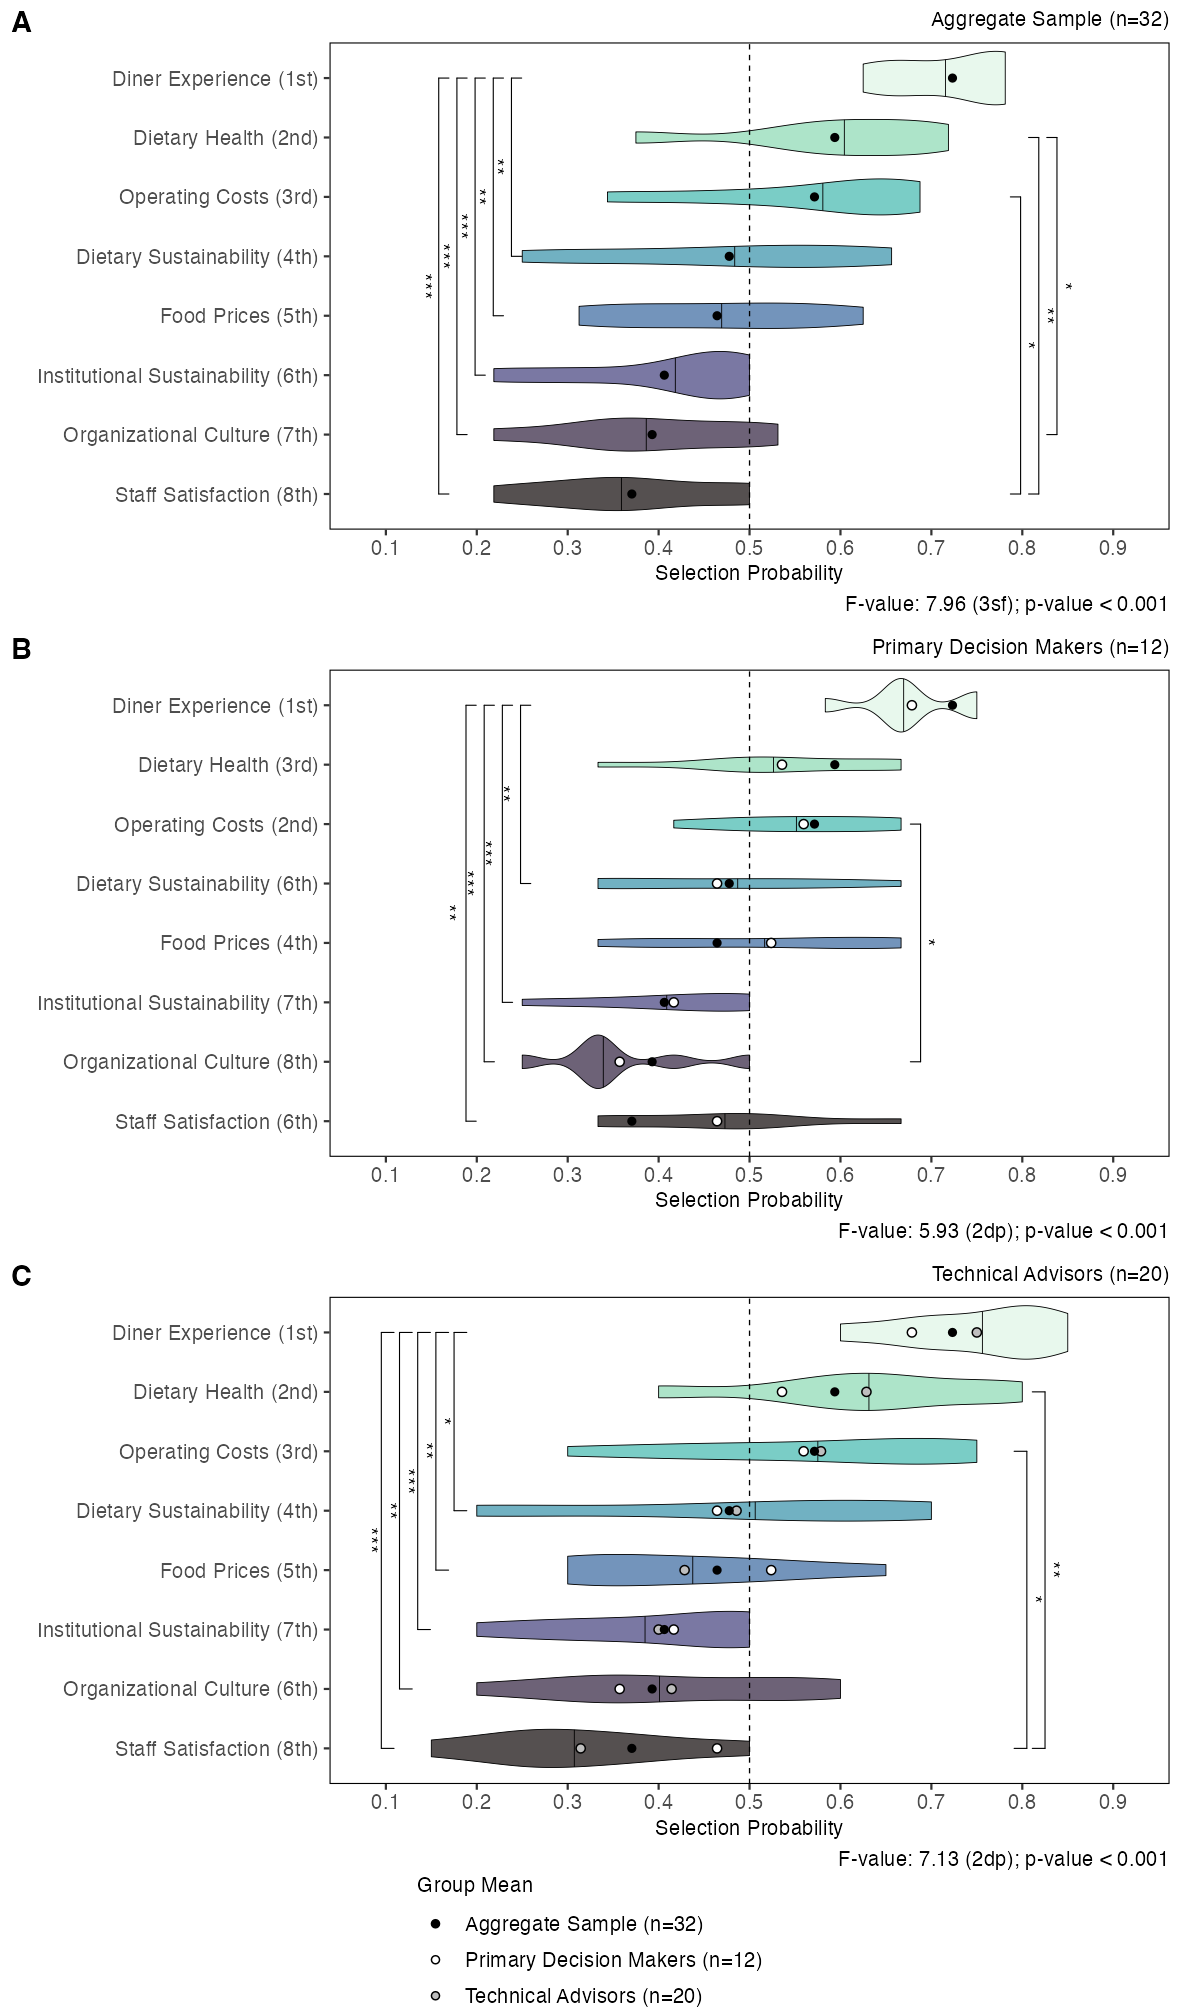 A
Aggregate Sample (n=32)
Diner Experience (1st)
Dietary Health (2nd)
Operating Costs (3rd)
Dietary Sustainability (4th)
Food Prices (5th)
Institutional Sustainability (6th)
Organizational Culture (7th)
Staff Satisfaction (8th)
***
***
***
**
**
*
**
*
0.1 0.2 0.3 0.4 0.5 0.6 0.7 0.8 0.9
Selection Probability
F-value: 7.96 (3sf); p-value < 0.001
B
Primary Decision Makers (n=12)
Diner Experience (1st)
Dietary Health (3rd)
Operating Costs (2nd)
Dietary Sustainability (6th)
Food Prices (4th)
Institutional Sustainability (7th)
Organizational Culture (8th)
Staff Satisfaction (6th)
**
***
***
**
*
0.1 0.2 0.3 0.4 0.5 0.6 0.7 0.8 0.9
Selection Probability
F-value: 5.93 (2dp); p-value < 0.001
C
Technical Advisors (n=20)
Diner Experience (1st)
Dietary Health (2nd)
Operating Costs (3rd)
Dietary Sustainability (4th)
Food Prices (5th)
Institutional Sustainability (7th)
Organizational Culture (6th)
Staff Satisfaction (8th)
***
**
***
**
*
*
**
0.1 0.2 0.3 0.4 0.5 0.6 0.7 0.8 0.9
Selection Probability
F-value: 7.13 (2dp); p-value < 0.001
Group Mean
Aggregate Sample (n=32)
Primary Decision Makers (n=12)
Technical Advisors (n=20)